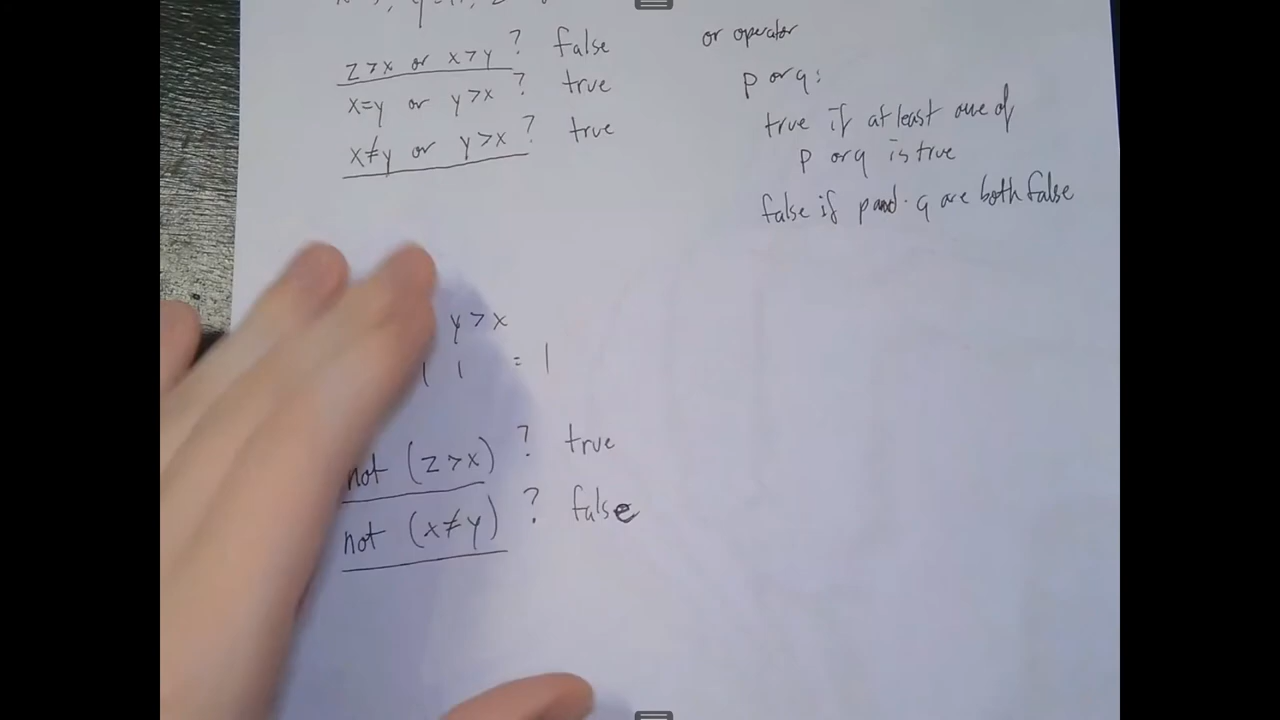 z>x or x>y ? false
x=y or y>x ? true
x≠y or y>x ? true
or operator
p or q:
true if at least one of
p or q is true
false if p and q are both false
y>x
1 1 = 1
not (z>x) ? true
not (x≠y) ? false